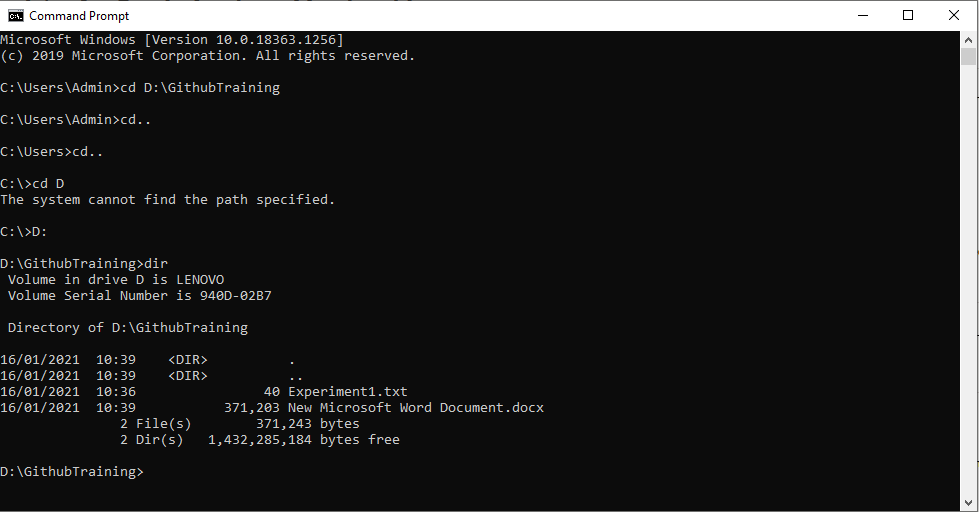 Command Prompt
Microsoft Windows [Version 10.0.18363.1256]
(c) 2019 Microsoft Corporation. All rights reserved.
C:\Users\Admin>cd D:\GithubTraining
C:\Users\Admin>cd..
C:\Users>cd..
C:\>cd D
The system cannot find the path specified.
C:\>D:
D:\GithubTraining>dir
Volume in drive D is LENOVO
Volume Serial Number is 940D-02B7
Directory of D:\GithubTraining
16/01/2021  10:39    <DIR>          .
16/01/2021  10:39    <DIR>          ..
16/01/2021  10:36                40 Experiment1.txt
16/01/2021  10:39           371,203 New Microsoft Word Document.docx
2 File(s)        371,243 bytes
2 Dir(s)   1,432,285,184 bytes free
D:\GithubTraining>